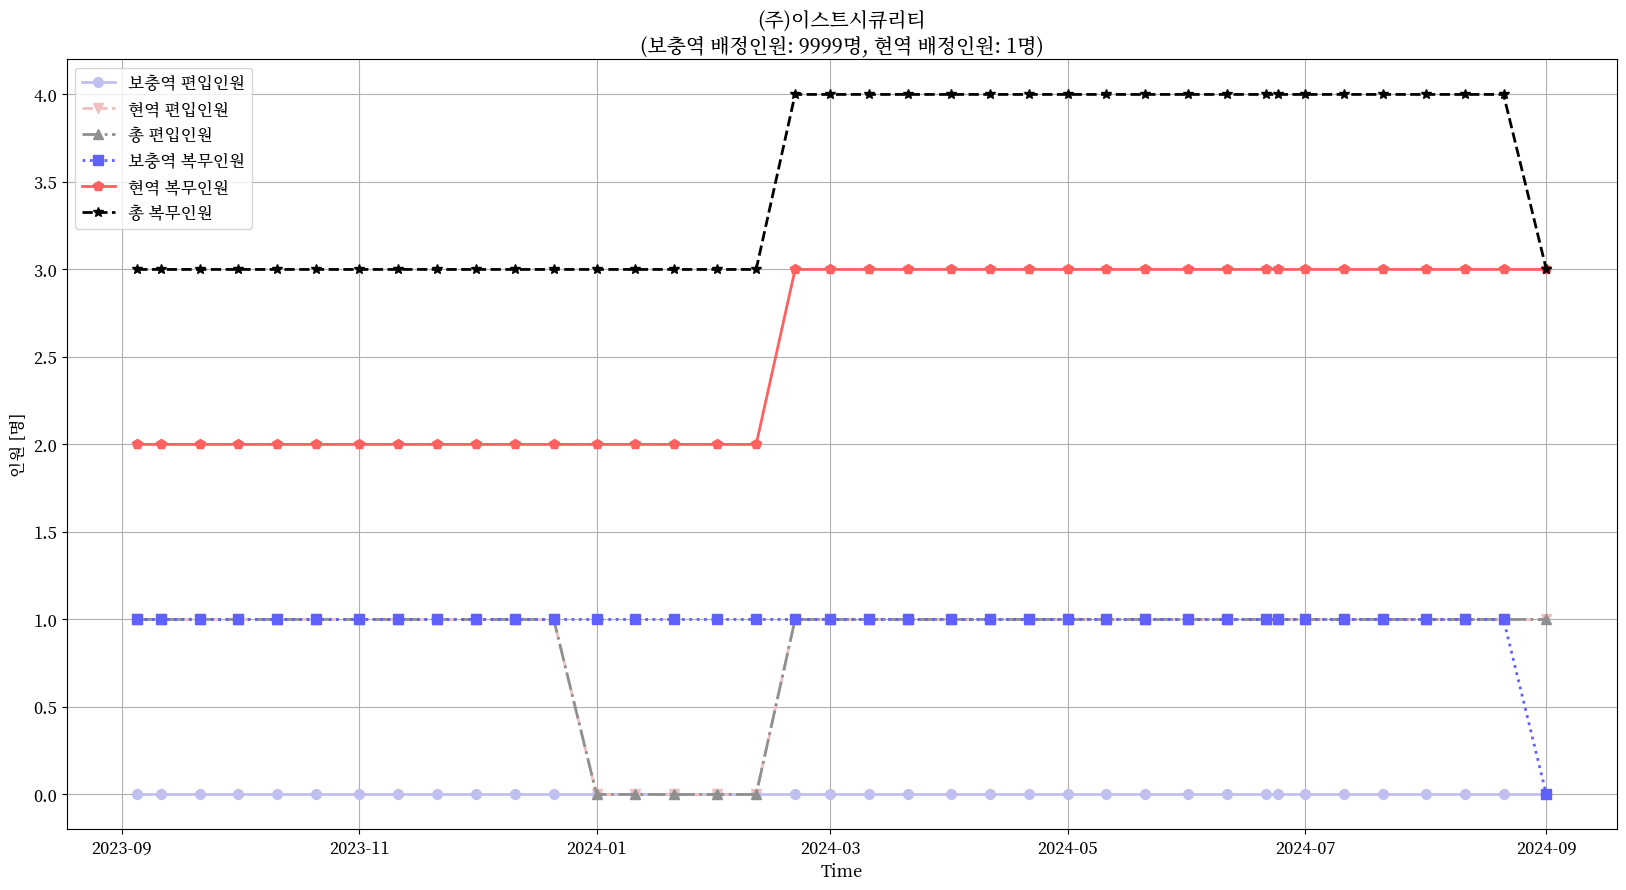 (주)이스트시큐리티
(보충역 배정인원: 9999명, 현역 배정인원: 1명)
보충역 편입인원
현역 편입인원
총 편입인원
보충역 복무인원
현역 복무인원
총 복무인원
4.0
3.5
3.0
2.5
2.0
1.5
1.0
0.5
0.0
인원 [명]
2023-09 2023-11 2024-01 2024-03 2024-05 2024-07 2024-09
Time